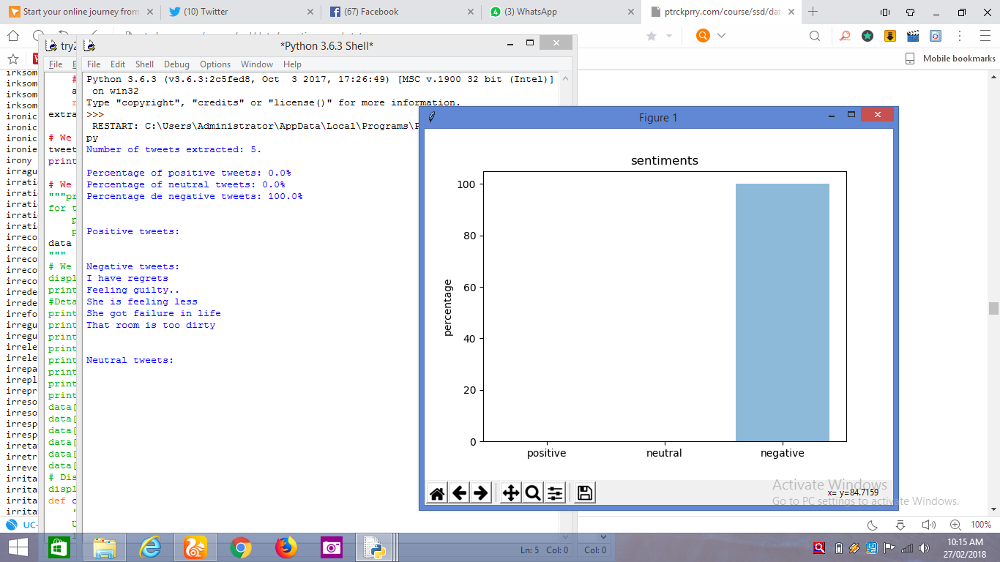 Start your online journey from
(10) Twitter
(67) Facebook
(3) WhatsApp
ptrckprry.com/course/ssd/dat
Mobile bookmarks
try2
File
*Python 3.6.3 Shell*
File Edit Shell Debug Options Window Help
Python 3.6.3 (v3.6.3:2c5fed8, Oct  3 2017, 17:26:49) [MSC v.1900 32 bit (Intel)]
on win32
Type "copyright", "credits" or "license()" for more information.
>>>
RESTART: C:\Users\Administrator\AppData\Local\Programs\P
py
Number of tweets extracted: 5.
Percentage of positive tweets: 0.0%
Percentage of neutral tweets: 0.0%
Percentage de negative tweets: 100.0%
Positive tweets:
Negative tweets:
I have regrets
Feeling guilty..
She is feeling less
She got failure in life
That room is too dirty
Neutral tweets:
irksom
irksom
irksom
irksom
ironic
ironic
ironic
ironie
irony
irragu
irrati
irrati
irrati
irrati
irrati
irreco
irreco
irreco
irreco
irreco
irrede
irrede
irrefo
irregu
irregu
irrele
irrele
irrepa
irrepl
irrepr
irreso
irreso
irresp
irresp
irreta
irretr
irreve
irrita
irrita
irrita
irrita
UC-
#
a
r
extra
# We
tweet
print
# We
"""pr
for t
p
p
data
"""
# We
displ
print
#Deta
print
print
print
print
print
print
print
print
data[
data[
data[
data[
data[
data[
# Dis
displ
def c
'
U
Figure 1
sentiments
percentage
100
80
60
40
20
0
positive neutral negative
x= y=84.7159
Activate Windows
Go to PC settings to activate Windows.
100%
Ln: 5 Col: 0
Col: 0
10:15 AM
27/02/2018